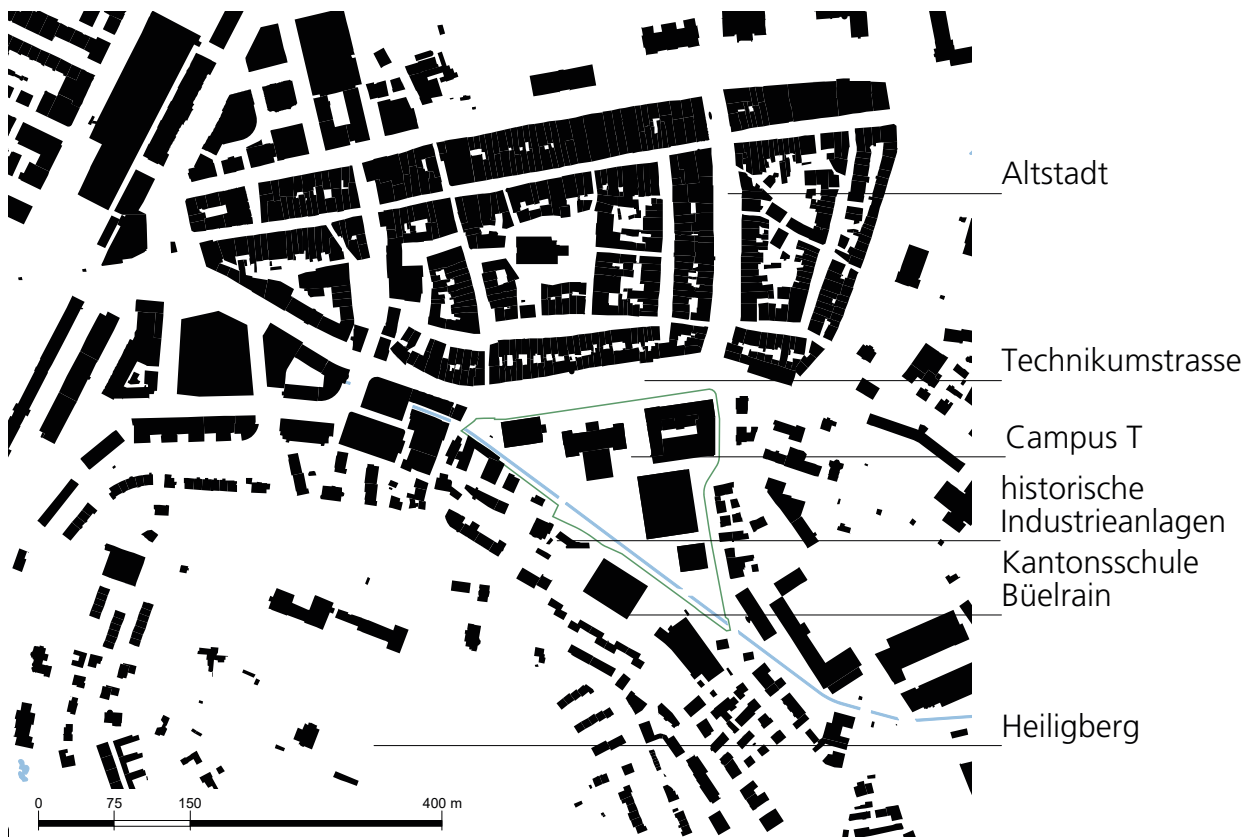 Altstadt
Technikumstrasse
Campus T
historische
Industrieanlagen
Kantonsschule
Büelrain
Heiligberg
0 75 150 400 m